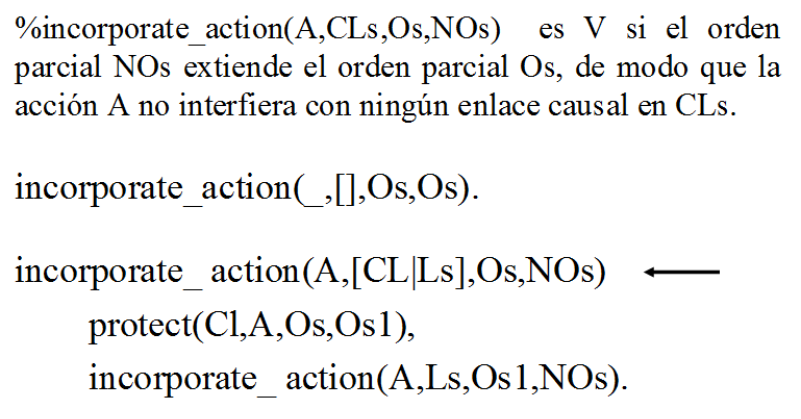 %incorporate_action(A,CLs,Os,NOs) es V si el orden
parcial NOs extiende el orden parcial Os, de modo que la
acción A no interfiera con ningún enlace causal en CLs.
incorporate_action(_,[],Os,Os).
incorporate_ action(A,[CL|Ls],Os,NOs) ←
protect(Cl,A,Os,Os1),
incorporate_ action(A,Ls,Os1,NOs).